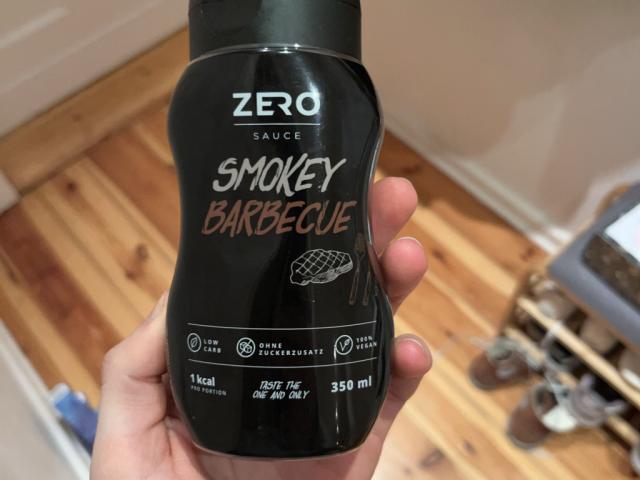 ZERO
SAUCE
SMOKEY
BARBECUE
LOW
CARB
OHNE
ZUCKERZUSATZ
100%
VEGAN
1 kcal
PRO PORTION
TASTE THE
ONE AND ONLY
350 ml